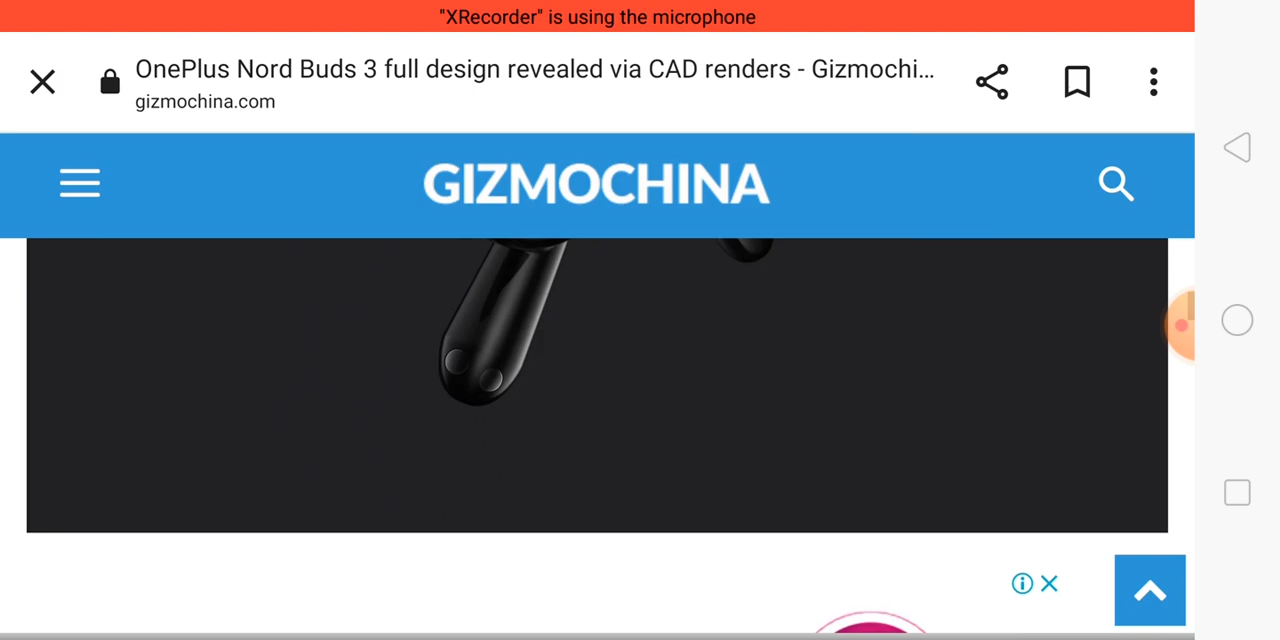 "XRecorder" is using the microphone
OnePlus Nord Buds 3 full design revealed via CAD renders - Gizmochi...
gizmochina.com
GIZMOCHINA